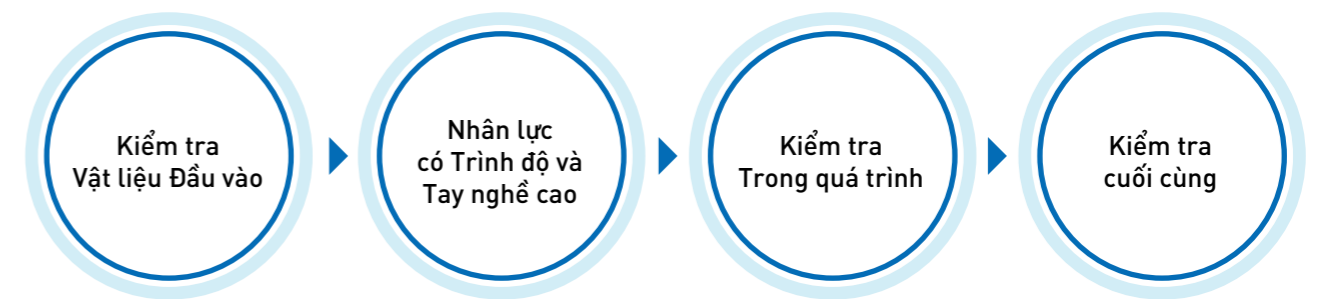 Kiểm tra
Vật liệu Đầu vào
Nhân lực
có Trình độ và
Tay nghề cao
Kiểm tra
Trong quá trình
Kiểm tra
cuối cùng